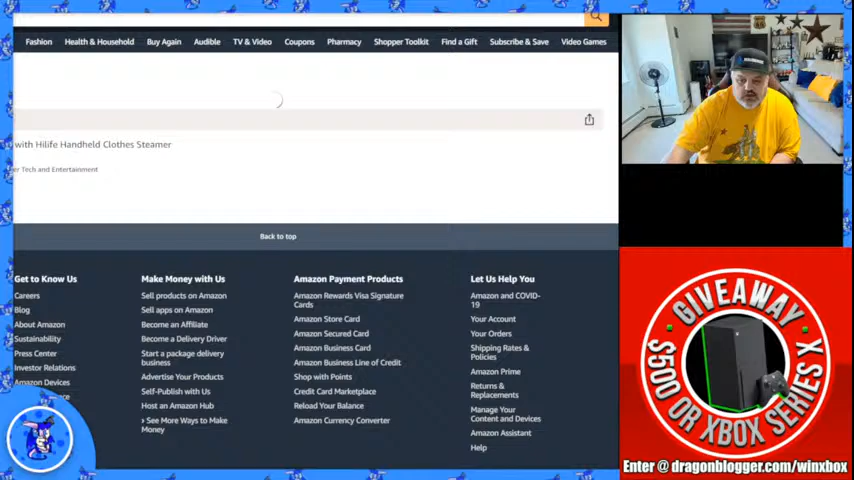 Fashion Health & Household Buy Again Audible TV & Video Coupons Pharmacy Shopper Toolkit Find a Gift Subscribe & Save Video Games
with Hilife Handheld Clothes Steamer
er Tech and Entertainment
Back to top
Get to Know Us
Careers
Blog
About Amazon
Sustainability
Press Center
Investor Relations
Amazon Devices
Make Money with Us
Sell products on Amazon
Sell apps on Amazon
Become an Affiliate
Become a Delivery Driver
Start a package delivery
business
Advertise Your Products
Self-Publish with Us
Host an Amazon Hub
› See More Ways to Make
Money
Amazon Payment Products
Amazon Rewards Visa Signature
Cards
Amazon Store Card
Amazon Secured Card
Amazon Business Card
Amazon Business Line of Credit
Shop with Points
Credit Card Marketplace
Reload Your Balance
Amazon Currency Converter
Let Us Help You
Amazon and COVID-
19
Your Account
Your Orders
Shipping Rates &
Policies
Amazon Prime
Returns &
Replacements
Manage Your
Content and Devices
Amazon Assistant
Help
GIVEAWAY
$500 OR XBOX SERIES X
Enter @ dragonblogger.com/winxbox